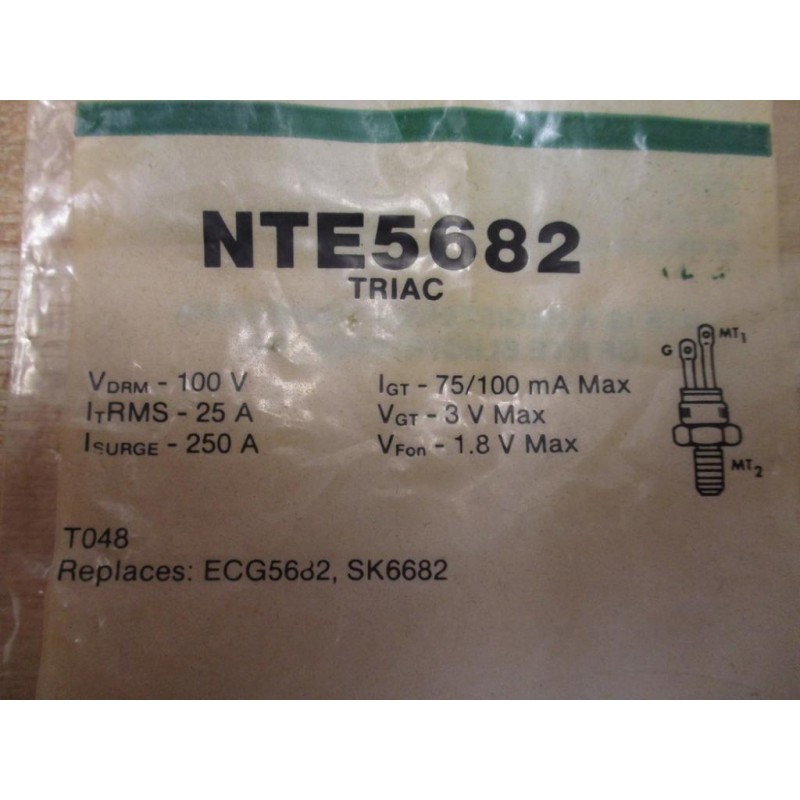 NTE5682
TRIAC
VDRM - 100 V
ITRMS - 25 A
ISURGE - 250 A
IGT - 75/100 mA Max
VGT - 3 V Max
VFon - 1.8 V Max
G
MT1
MT2
T048
Replaces: ECG5682, SK6682